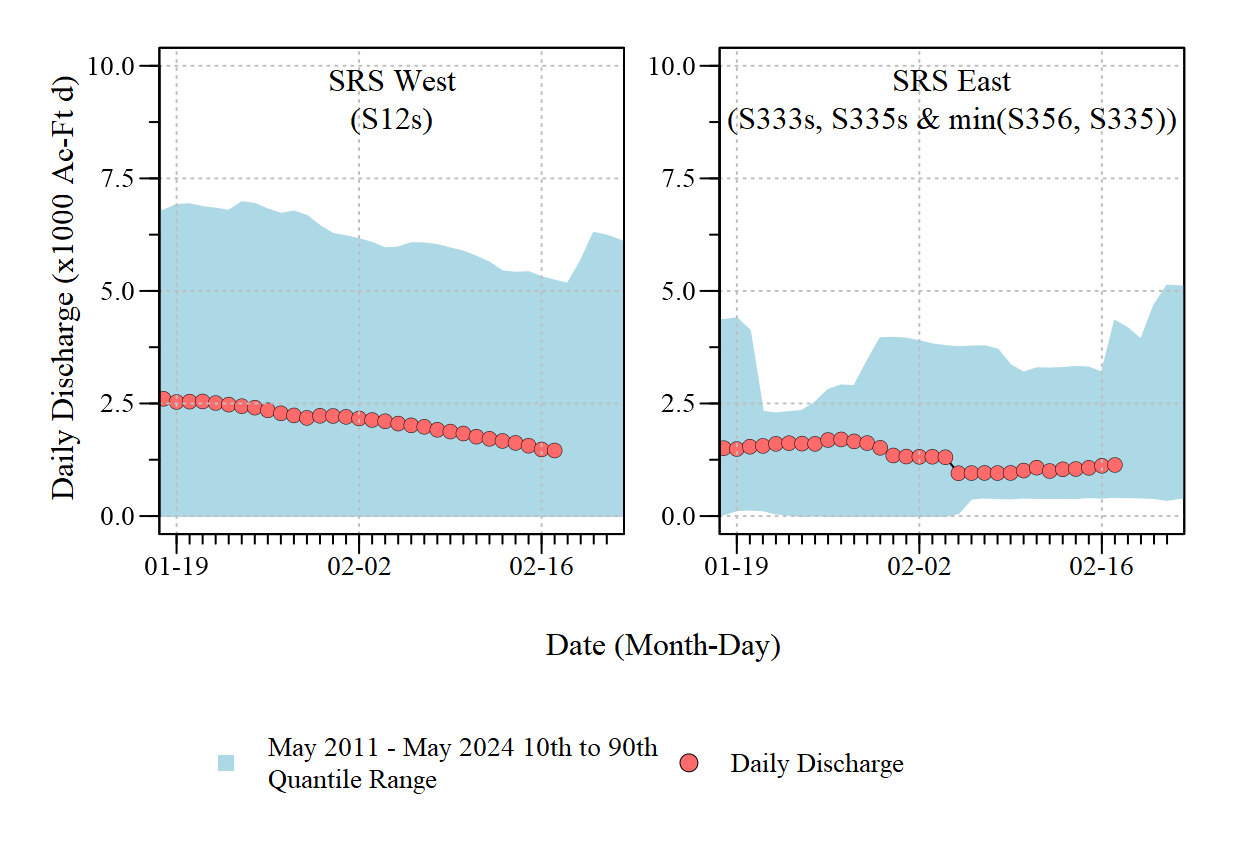 SRS West
(S12s)
SRS East
(S333s, S335s & min(S356, S335))
Daily Discharge (x1000 Ac-Ft d)
10.0
7.5
5.0
2.5
0.0
01-19
02-02
02-16
10.0
7.5
5.0
2.5
0.0
01-19
02-02
02-16
Date (Month-Day)
May 2011 - May 2024 10th to 90th
Quantile Range
Daily Discharge